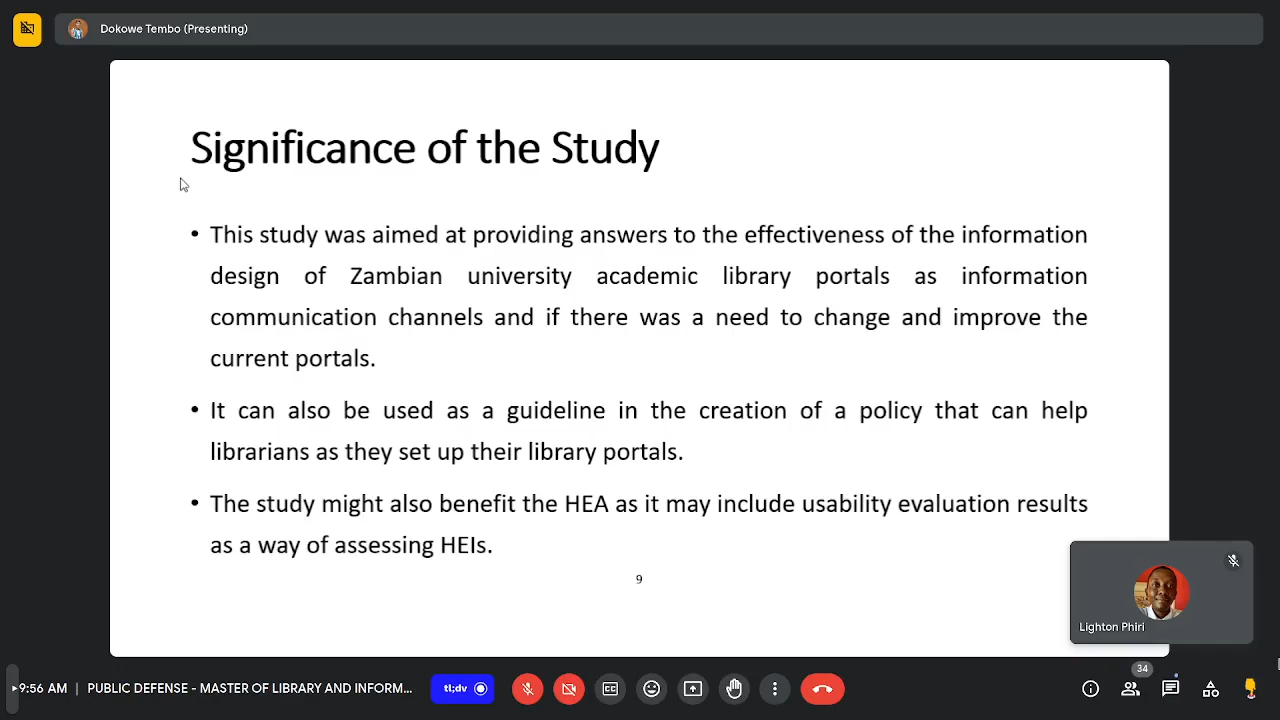 Dokowe Tembo (Presenting)
Significance of the Study
• This study was aimed at providing answers to the effectiveness of the information
design of Zambian university academic library portals as information
communication channels and if there was a need to change and improve the
current portals.
• It can also be used as a guideline in the creation of a policy that can help
librarians as they set up their library portals.
• The study might also benefit the HEA as it may include usability evaluation results
as a way of assessing HEIs.
9
Lighton Phiri
9:56 AM | PUBLIC DEFENSE - MASTER OF LIBRARY AND INFORM...
tl;dv
34